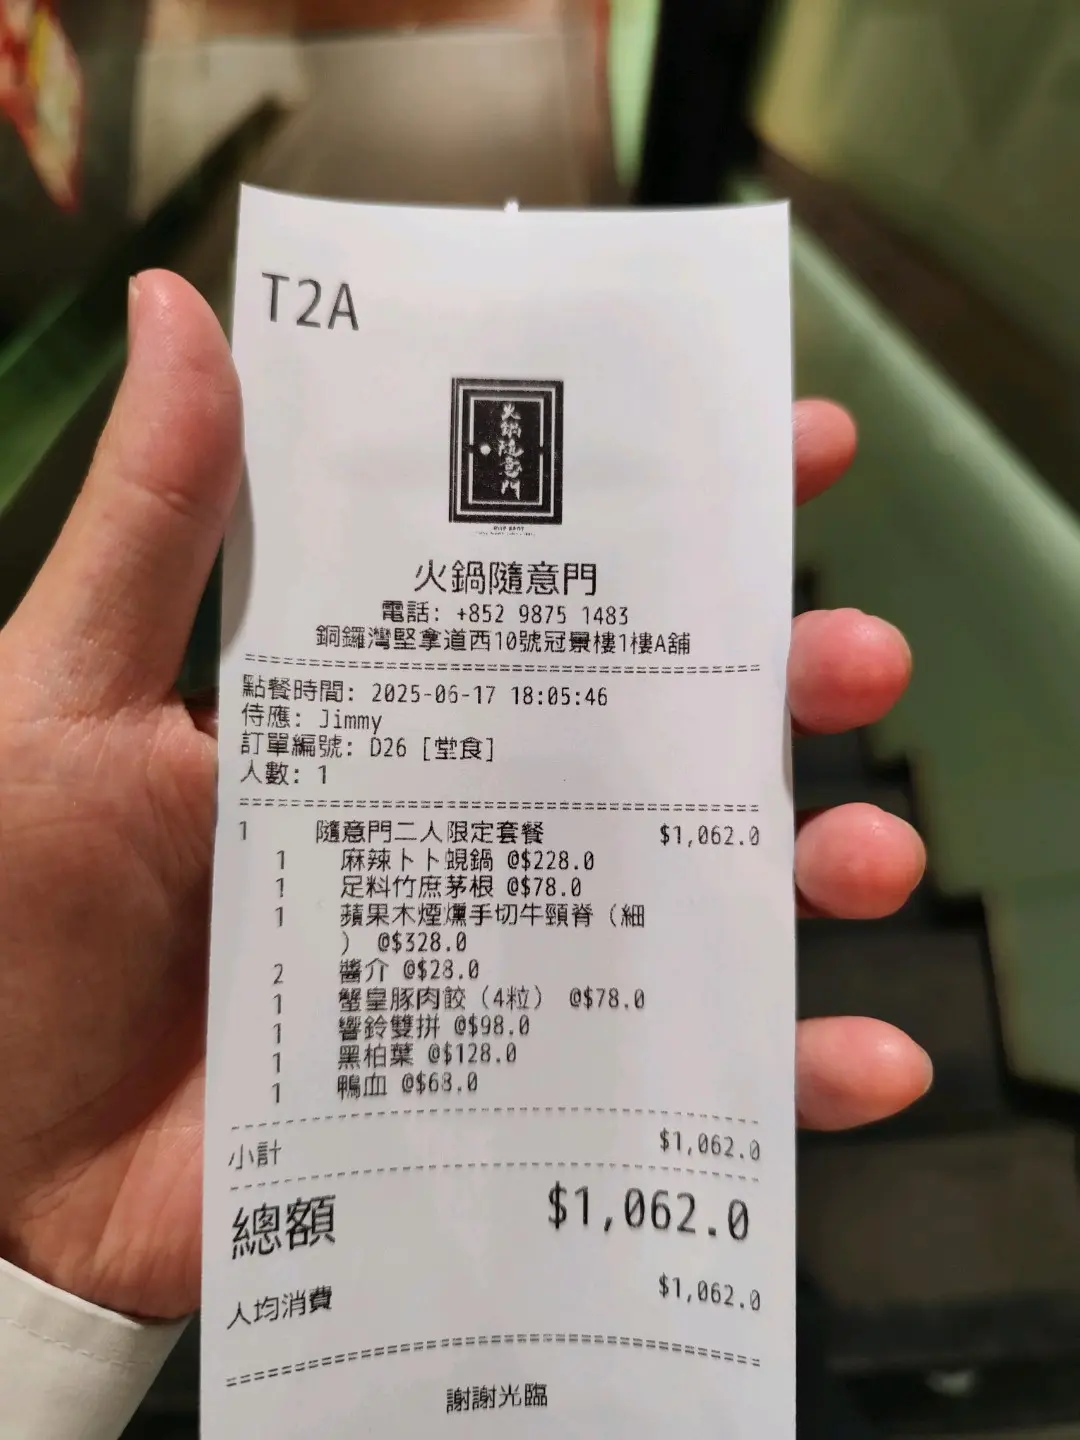 T2A
火鍋隨意門
火鍋隨意門
電話: +852 9875 1483
銅鑼灣堅拿道西10號冠景樓1樓A舖
點餐時間: 2025-06-17 18:05:46
侍應: Jimmy
訂單編號: D26 [堂食]
人數: 1
1 隨意門二人限定套餐 $1,062.0
1 麻辣卜卜蜆鍋 @$228.0
1 足料竹庶茅根 @$78.0
1 蘋果木煙燻手切牛頸脊（細
） @$328.0
2 醬介 @$28.0
1 蟹皇豚肉餃（4粒） @$78.0
1 響鈴雙拼 @$98.0
1 黑柏葉 @$128.0
1 鴨血 @$68.0
小計 $1,062.0
總額 $1,062.0
人均消費 $1,062.0
謝謝光臨